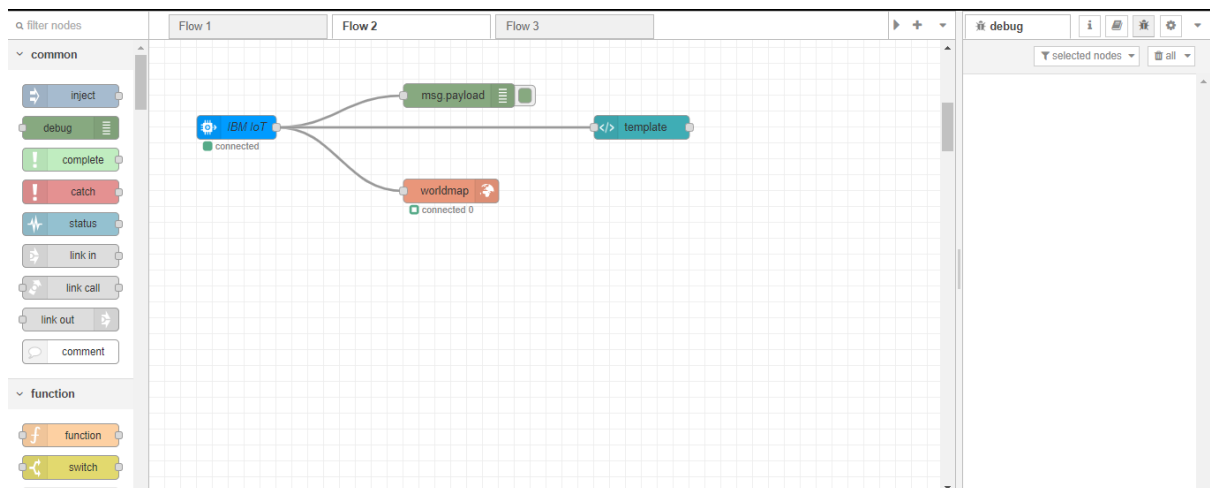 filter nodes
Flow 1
Flow 2
Flow 3
debug
i
common
selected nodes
all
inject
debug
complete
catch
status
link in
link call
link out
comment
function
function
switch
msg.payload
IBM IoT
connected
</> template
worldmap
connected 0